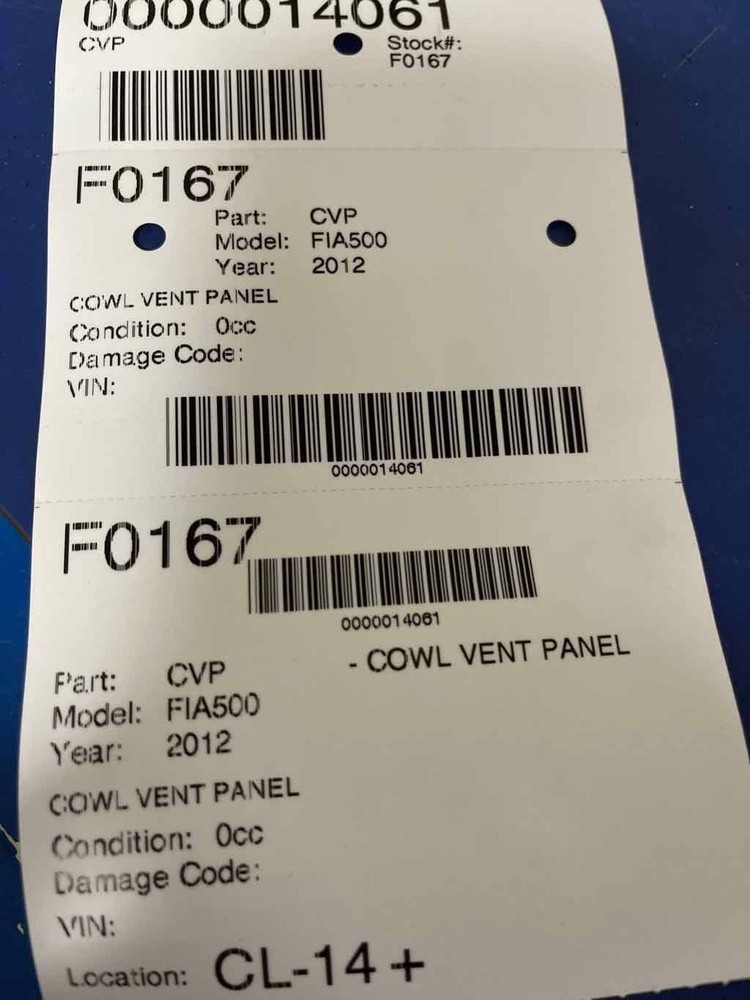 0000014061
CVP
Stock#:
F0167
F0167
Part: CVP
Model: FIA500
Year: 2012
COWL VENT PANEL
Condition: 0cc
Damage Code:
VIN:
0000014061
F0167
0000014061
- COWL VENT PANEL
Part: CVP
Model: FIA500
Year: 2012
COWL VENT PANEL
Condition: 0cc
Damage Code:
VIN:
Location: CL-14+